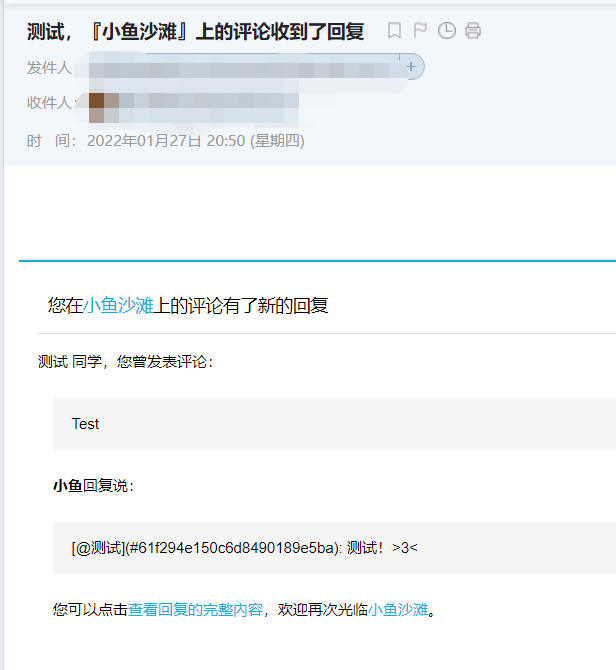 测试，『小鱼沙滩』上的评论收到了回复
发件人
收件人:
时 间: 2022年01月27日 20:50 (星期四)
您在小鱼沙滩上的评论有了新的回复
测试 同学，您曾发表评论:
Test
小鱼回复说:
[@测试](#61f294e150c6d8490189e5ba): 测试！>3<
您可以点击查看回复的完整内容，欢迎再次光临小鱼沙滩。